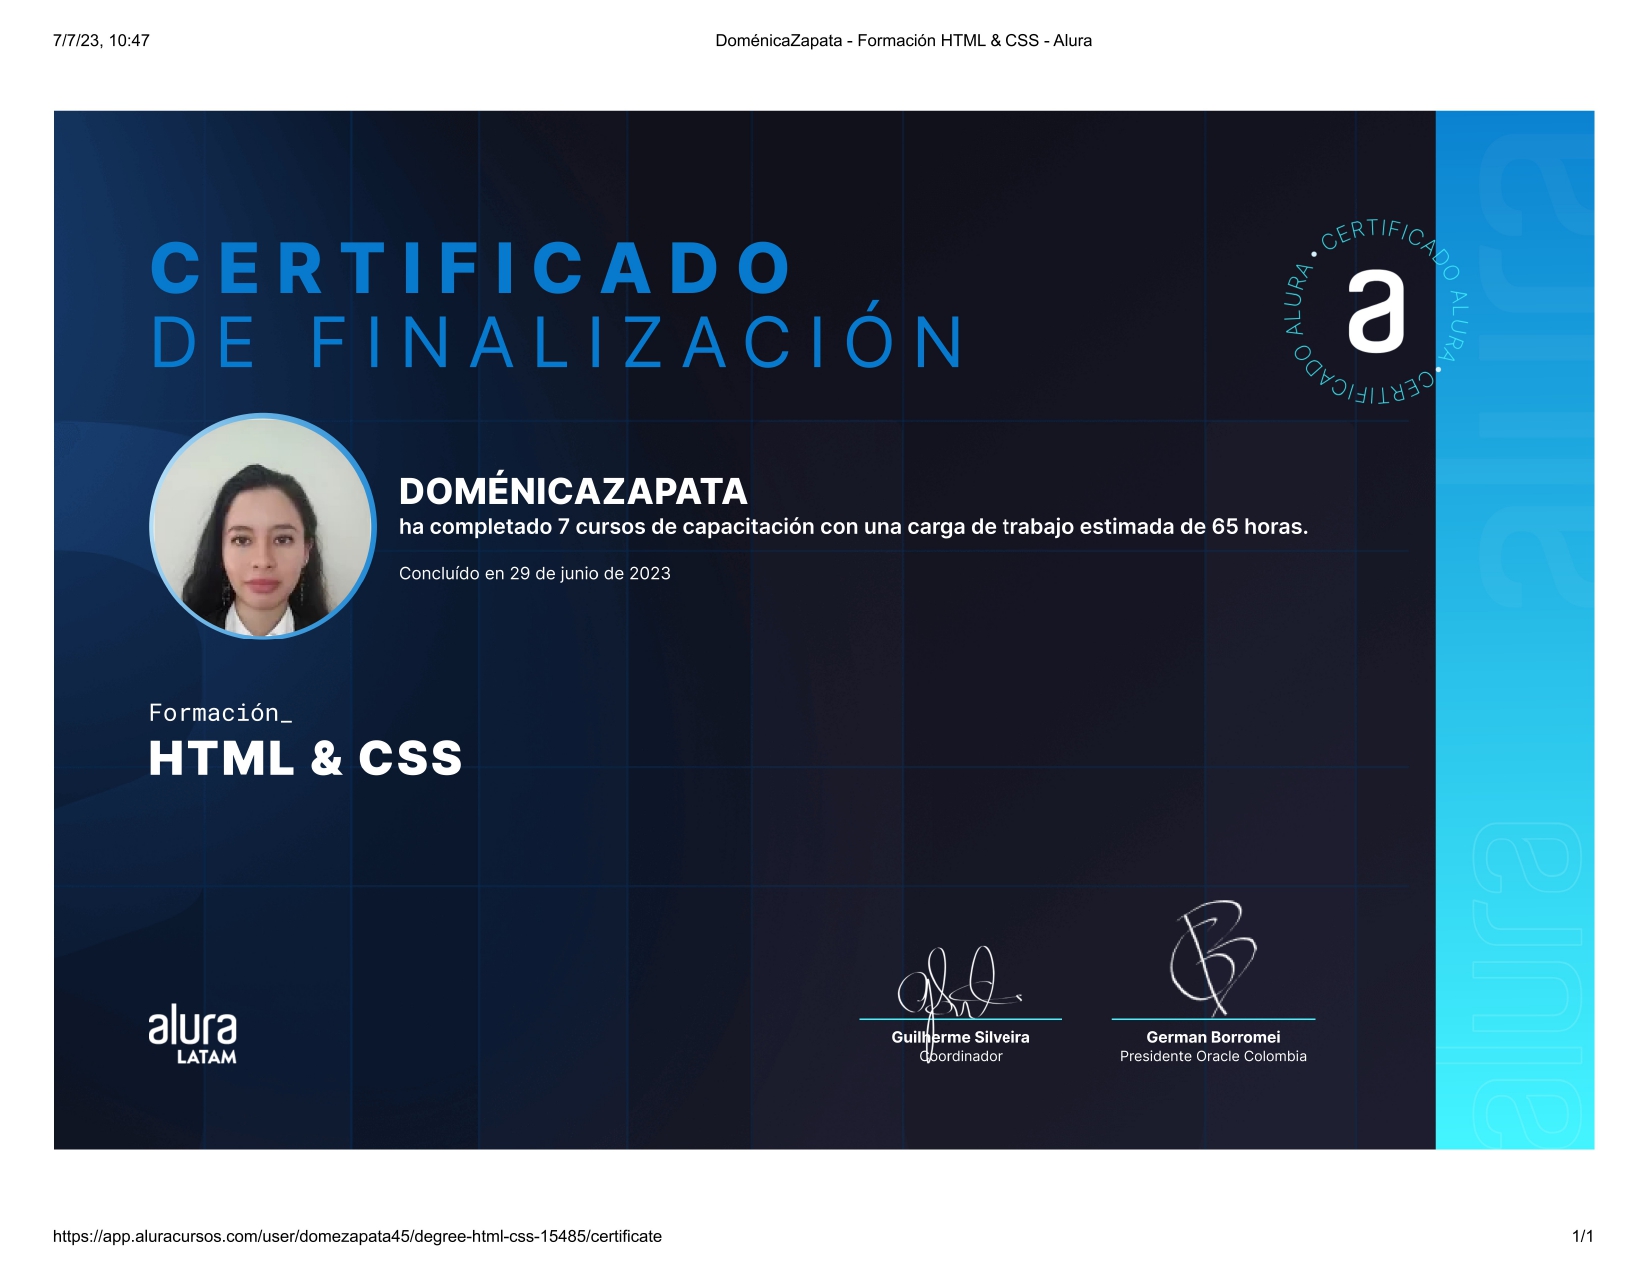 7/7/23, 10:47
DoménicaZapata - Formación HTML & CSS - Alura
CERTIFICADO
DE FINALIZACIÓN
CERTIFICADO ALURA • CERTIFICADO ALURA •
a
DOMÉNICAZAPATA
ha completado 7 cursos de capacitación con una carga de trabajo estimada de 65 horas.
Concluído en 29 de junio de 2023
Formación_
HTML & CSS
alura
LATAM
Guilherme Silveira
Coordinador
German Borromei
Presidente Oracle Colombia
alura
alura
alura
https://app.aluracursos.com/user/domezapata45/degree-html-css-15485/certificate
1/1